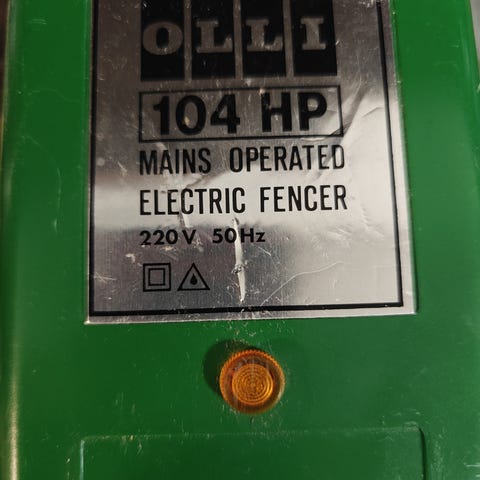 OLLI
104 HP
MAINS OPERATED
ELECTRIC FENCER
220V 50Hz